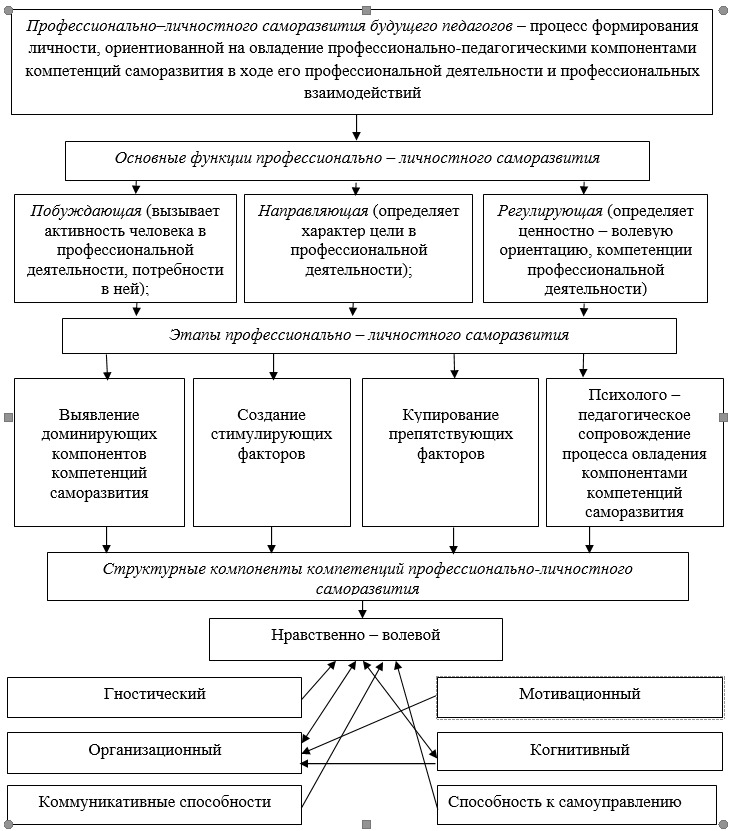 Профессионально–личностного саморазвития будущего педагогов – процесс формирования
личности, ориентиованной на овладение профессионально-педагогическими компонентами
компетенций саморазвития в ходе его профессиональной деятельности и профессиональных
взаимодействий
Основные функции профессионально – личностного саморазвития
Побуждающая (вызывает
активность человека в
профессиональной
деятельности, потребности
в ней);
Направляющая (определяет
характер цели в
профессиональной
деятельности);
Регулирующая (определяет
ценностно – волевую
ориентацию, компетенции
профессиональной
деятельности)
Этапы профессионально – личностного саморазвития
Выявление
доминирующих
компонентов
компетенций
саморазвития
Создание
стимулирующих
факторов
Купирование
препятствующих
факторов
Психолого –
педагогическое
сопровождение
процесса овладения
компонентами
компетенций
саморазвития
Структурные компоненты компетенций профессионально-личностного
саморазвития
Нравственно – волевой
Гностический
Мотивационный
Организационный
Когнитивный
Коммуникативные способности
Способность к самоуправлению